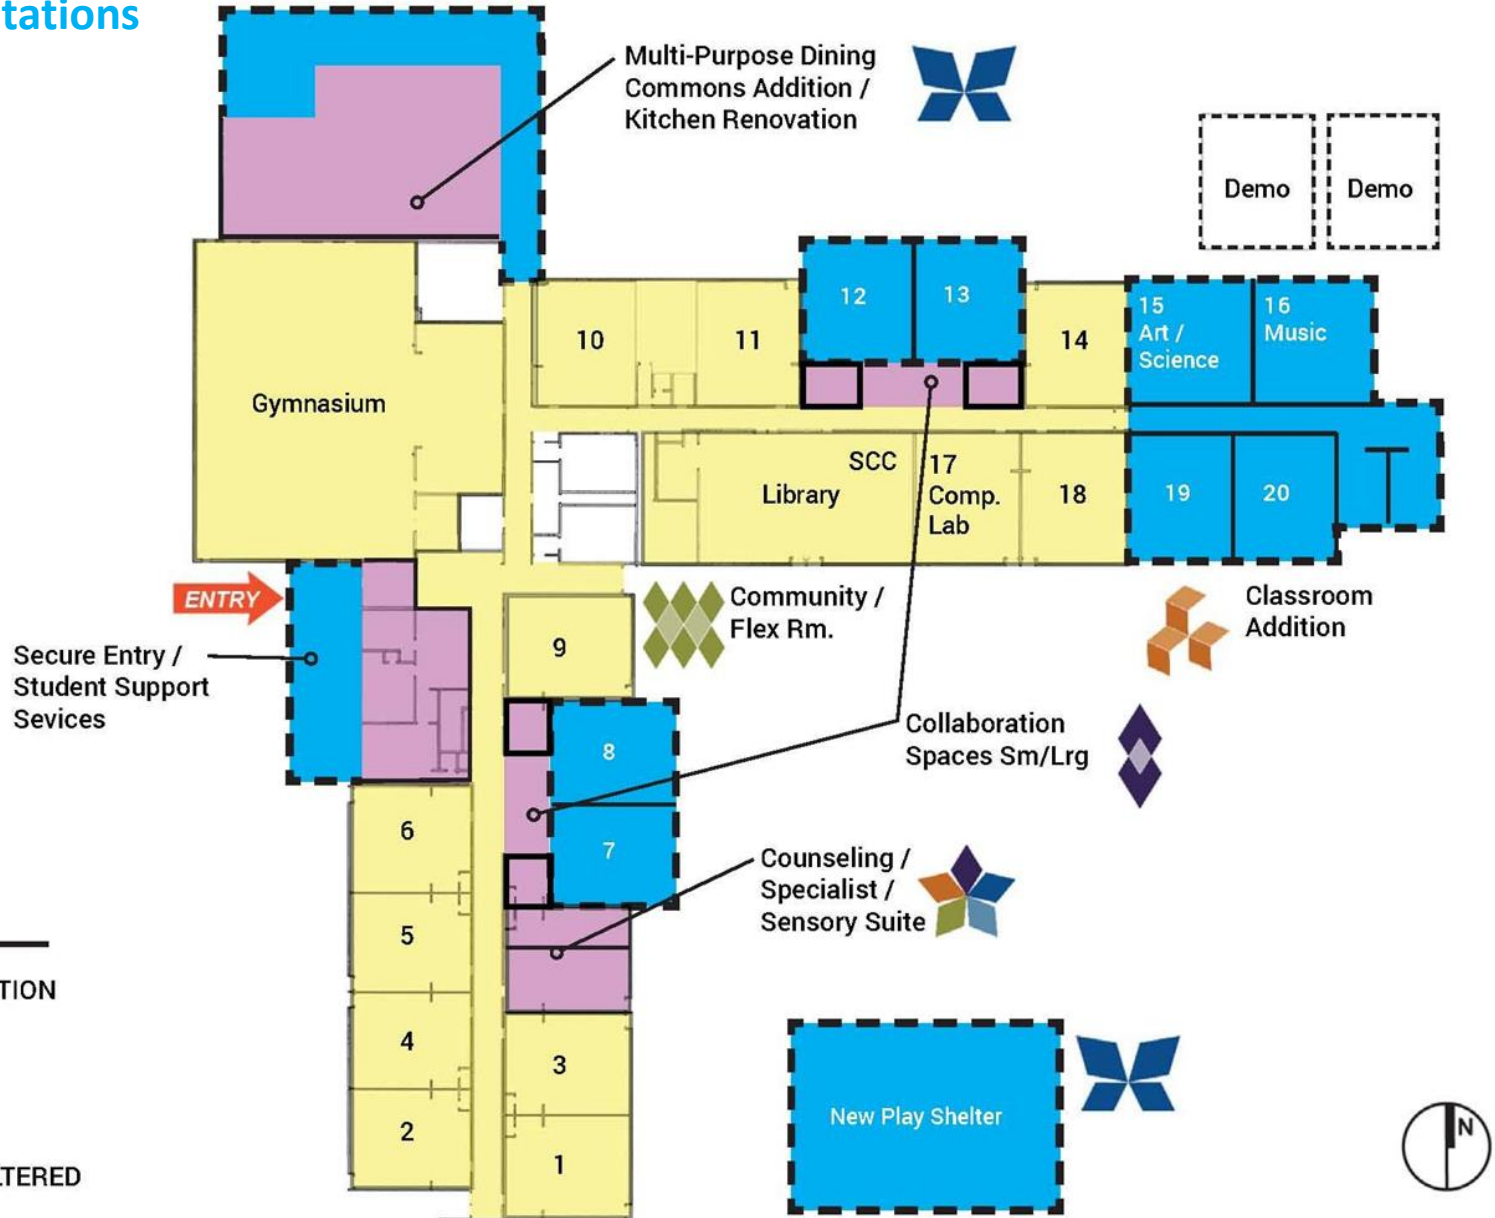 tations
Multi-Purpose Dining
Commons Addition /
Kitchen Renovation
Demo
Demo
12
13
10
11
14
15
Art /
Science
16
Music
Gymnasium
SCC
Library
17
Comp.
Lab
18
19
20
ENTRY
Secure Entry /
Student Support
Sevices
9
Community /
Flex Rm.
Classroom
Addition
8
7
Collaboration
Spaces Sm/Lrg
6
5
4
2
Counseling /
Specialist /
Sensory Suite
3
1
TION
LTERED
New Play Shelter
N